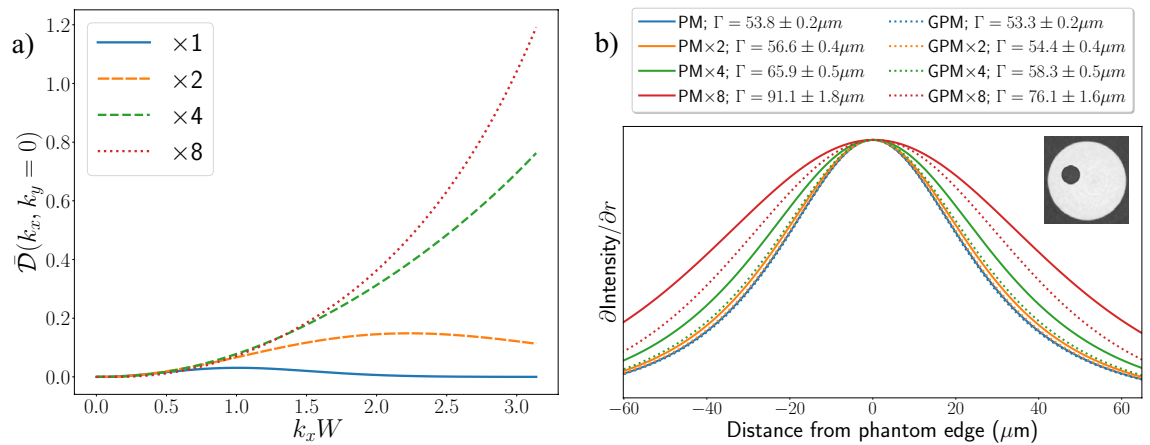 a)
1.2
1.0
0.8
0.6
0.4
0.2
0.0
D̄(k_x, k_y = 0)
×1
×2
×4
×8
0.0 0.5 1.0 1.5 2.0 2.5 3.0
k_xW
b)
PM; Γ = 53.8 ± 0.2μm
PM×2; Γ = 56.6 ± 0.4μm
PM×4; Γ = 65.9 ± 0.5μm
PM×8; Γ = 91.1 ± 1.8μm
GPM; Γ = 53.3 ± 0.2μm
GPM×2; Γ = 54.4 ± 0.4μm
GPM×4; Γ = 58.3 ± 0.5μm
GPM×8; Γ = 76.1 ± 1.6μm
∂Intensity/∂r
−60 −40 −20 0 20 40 60
Distance from phantom edge (μm)